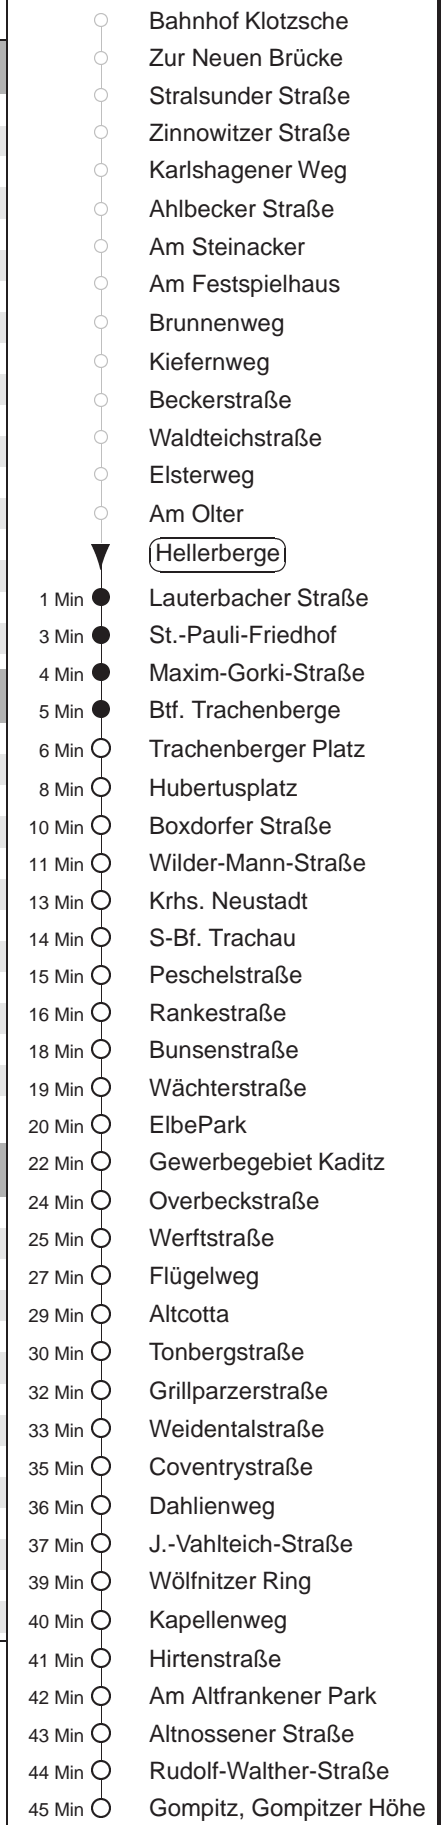 Bahnhof Klotzsche
Zur Neuen Brücke
Stralsunder Straße
Zinnowitzer Straße
Karlshagener Weg
Ahlbecker Straße
Am Steinacker
Am Festspielhaus
Brunnenweg
Kiefernweg
Beckerstraße
Waldteichstraße
Elsterweg
Am Olter
Hellerberge
1 Min Lauterbacher Straße
3 Min St.-Pauli-Friedhof
4 Min Maxim-Gorki-Straße
5 Min Btf. Trachenberge
6 Min Trachenberger Platz
8 Min Hubertusplatz
10 Min Boxdorfer Straße
11 Min Wilder-Mann-Straße
13 Min Krhs. Neustadt
14 Min S-Bf. Trachau
15 Min Peschelstraße
16 Min Rankestraße
18 Min Bunsenstraße
19 Min Wächterstraße
20 Min ElbePark
22 Min Gewerbegebiet Kaditz
24 Min Overbeckstraße
25 Min Werftstraße
27 Min Flügelweg
29 Min Altcotta
30 Min Tonbergstraße
32 Min Grillparzerstraße
33 Min Weidentalstraße
35 Min Coventrystraße
36 Min Dahlienweg
37 Min J.-Vahlteich-Straße
39 Min Wölfnitzer Ring
40 Min Kapellenweg
41 Min Hirtenstraße
42 Min Am Altfrankener Park
43 Min Altnossener Straße
44 Min Rudolf-Walther-Straße
45 Min Gompitz, Gompitzer Höhe